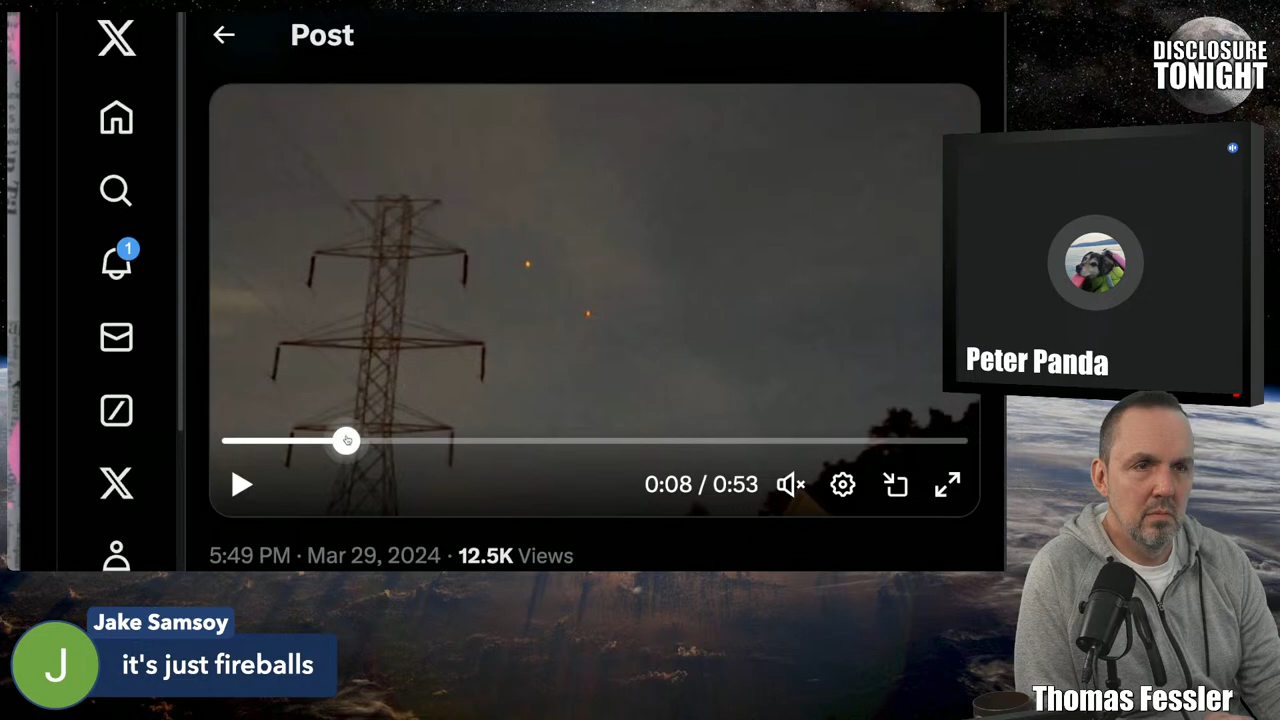 Post
1
0:08 / 0:53
5:49 PM · Mar 29, 2024 · 12.5K Views
DISCLOSURE
TONIGHT
Peter Panda
Jake Samsoy
J
it's just fireballs
Thomas Fessler